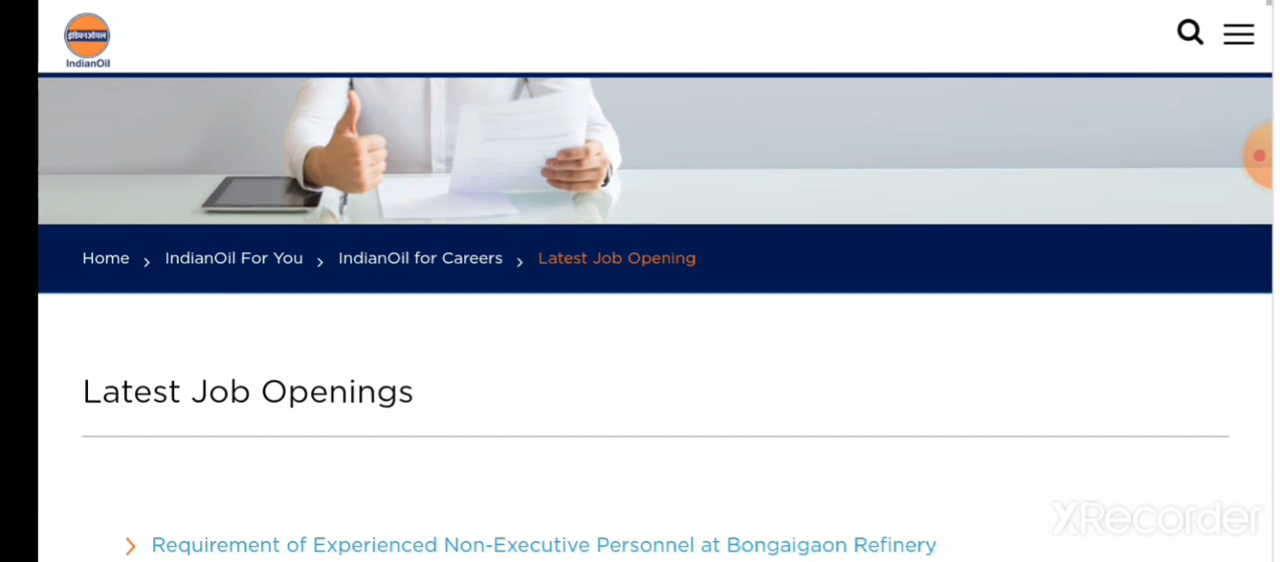 इंडियनऑयल
IndianOil
Home > IndianOil For You > IndianOil for Careers > Latest Job Opening
Latest Job Openings
> Requirement of Experienced Non-Executive Personnel at Bongaigaon Refinery
XRecorder